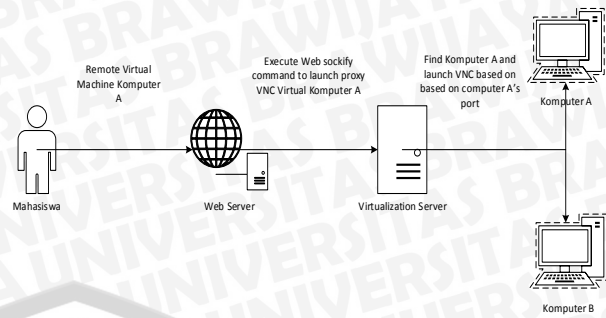 Remote Virtual
Machine Komputer
A
Execute Web sockify
command to launch proxy
VNC Virtual Komputer A
Find Komputer A and
launch VNC based on
based on computer A's
port
Komputer A
Mahasiswa
Web Server
Virtualization Server
Komputer B